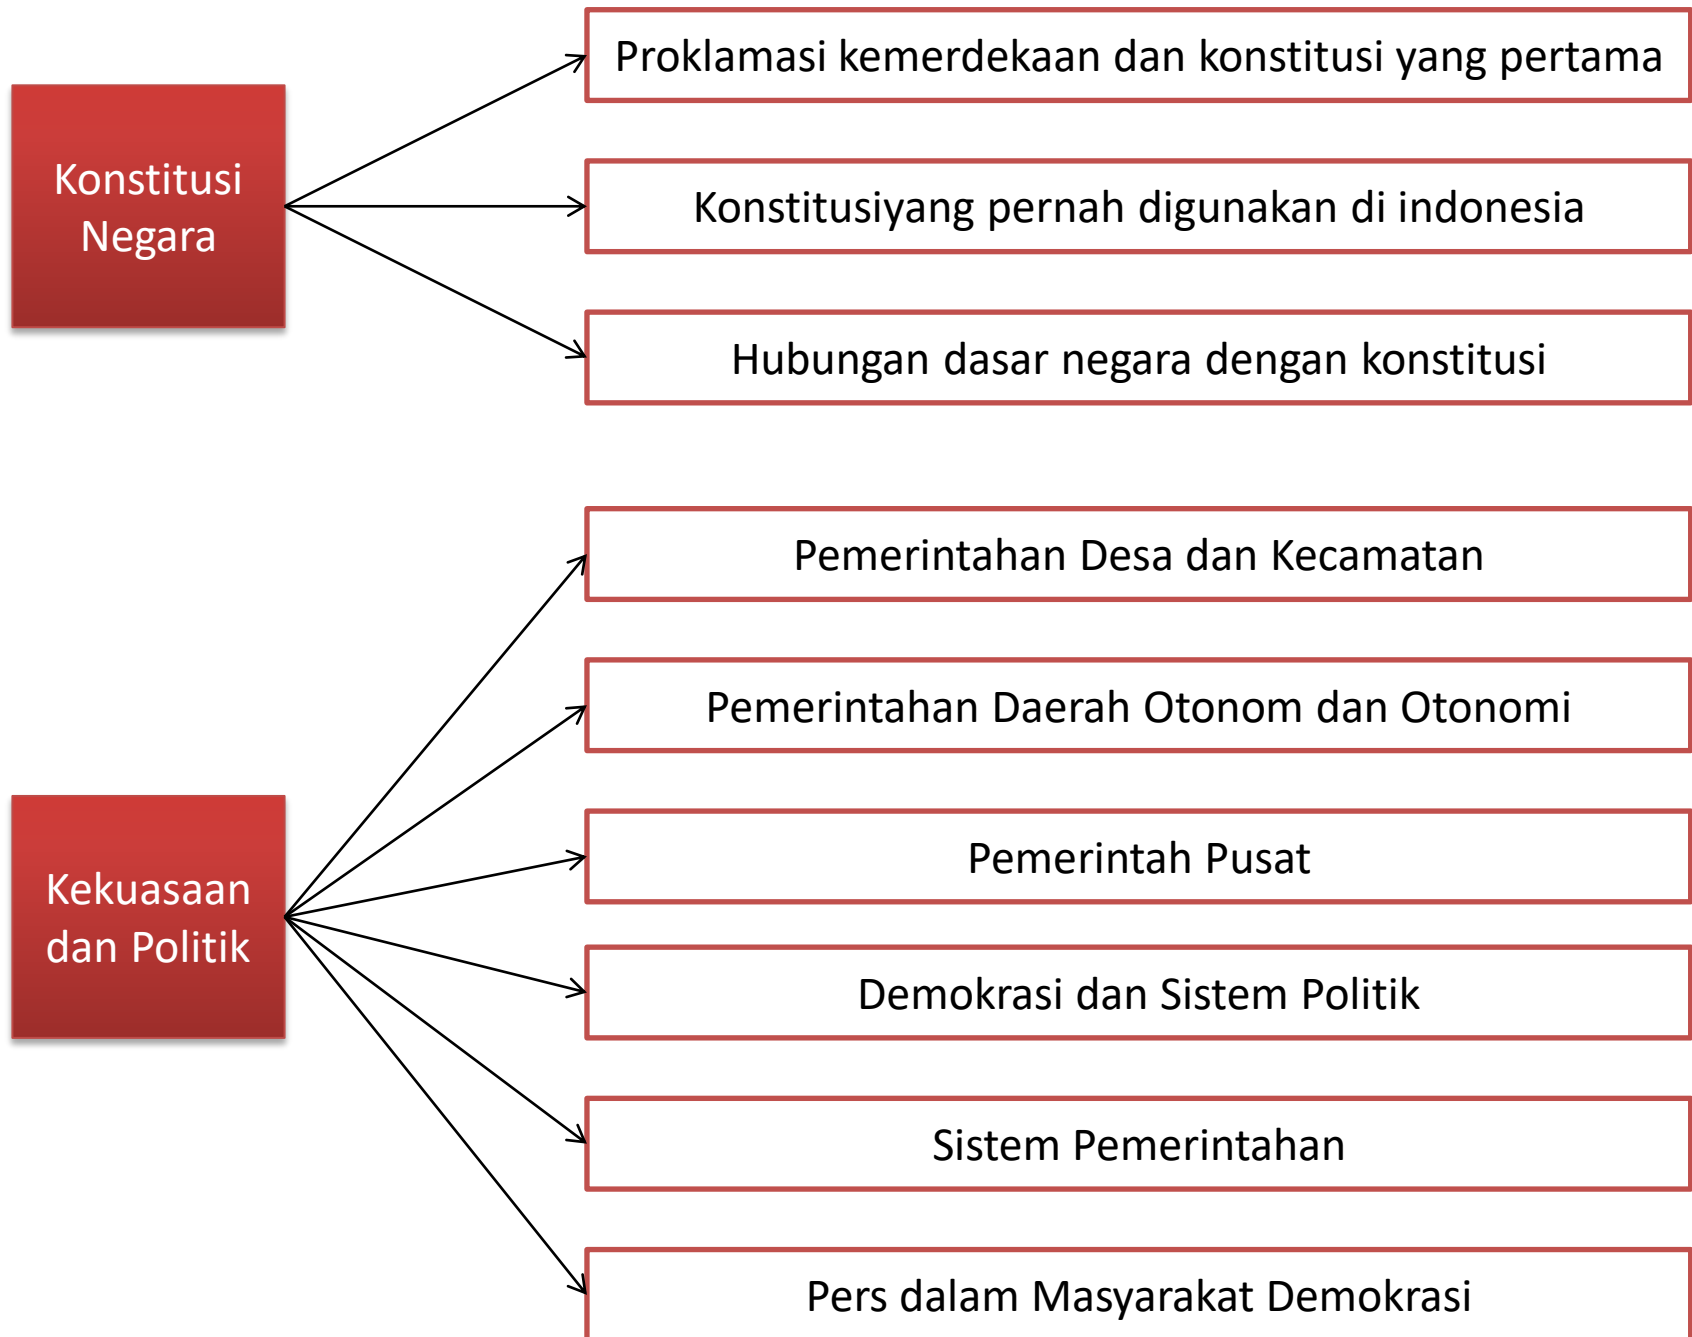 Konstitusi
Negara
Proklamasi kemerdekaan dan konstitusi yang pertama
Konstitusiyang pernah digunakan di indonesia
Hubungan dasar negara dengan konstitusi
Kekuasaan
dan Politik
Pemerintahan Desa dan Kecamatan
Pemerintahan Daerah Otonom dan Otonomi
Pemerintah Pusat
Demokrasi dan Sistem Politik
Sistem Pemerintahan
Pers dalam Masyarakat Demokrasi